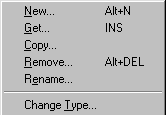 New... Alt+N
Get... INS
Copy...
Remove... Alt+DEL
Rename...
Change Type...